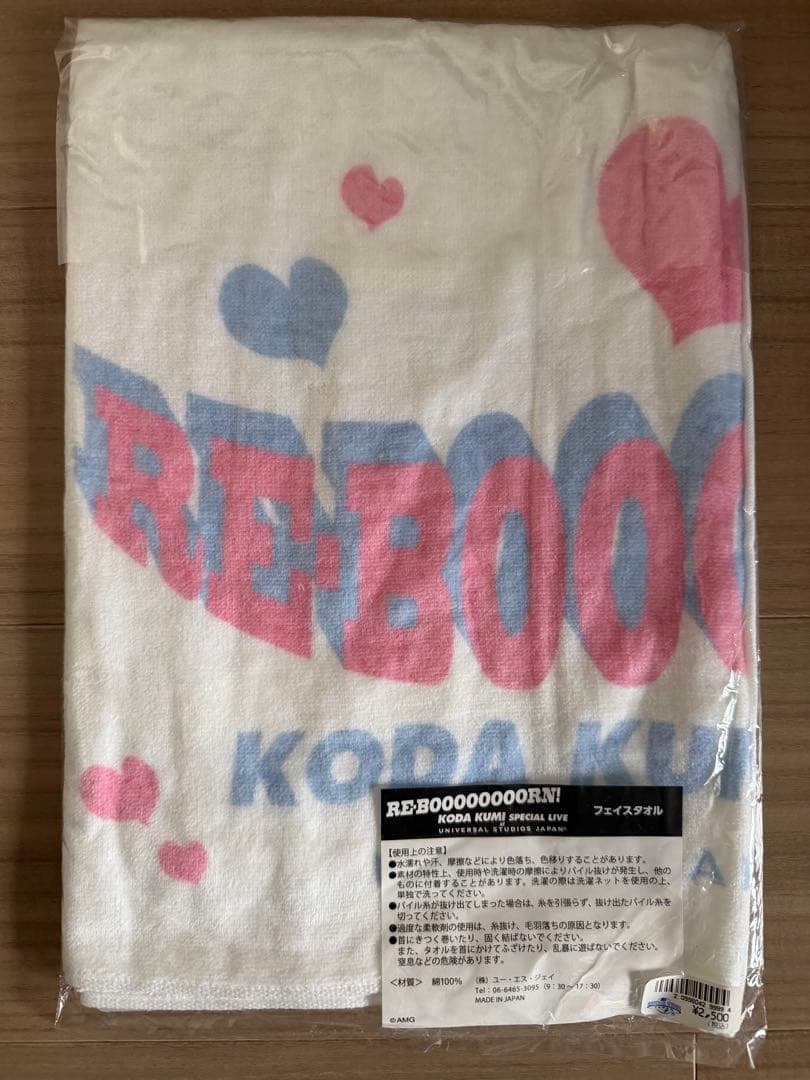 RE-BOOO
KODA KUM
RE-BOOOOOOOORN!
KODA KUMI SPECIAL LIVE
AT
UNIVERSAL STUDIOS JAPAN®
フェイスタオル
【使用上の注意】
●水濡れや汗、摩擦などにより色落ち、色移りすることがあります。
●素材の特性上、使用時や洗濯時の摩擦によりパイル抜けが発生し、他の
ものに付着することがあります。洗濯の際は洗濯ネットを使用の上、
単独で洗ってください。
●パイル糸が抜け出てしまった場合は、糸を引張らず、抜け出たパイル糸を
切ってください。
●過度な柔軟剤の使用は、糸抜け、毛羽落ちの原因となります。
●首にきつく巻いたり、固く結ばないでください。
また、タオルを首にかけてふざけたり、乱暴に遊ばないでください。
窒息などの危険があります。
<材質> 綿100%
(株)ユー・エス・ジェイ
Tel:06-6465-3095(9:30~17:30)
MADE IN JAPAN
©AMG
2 0996042 9999 4
¥2,500
(税込)